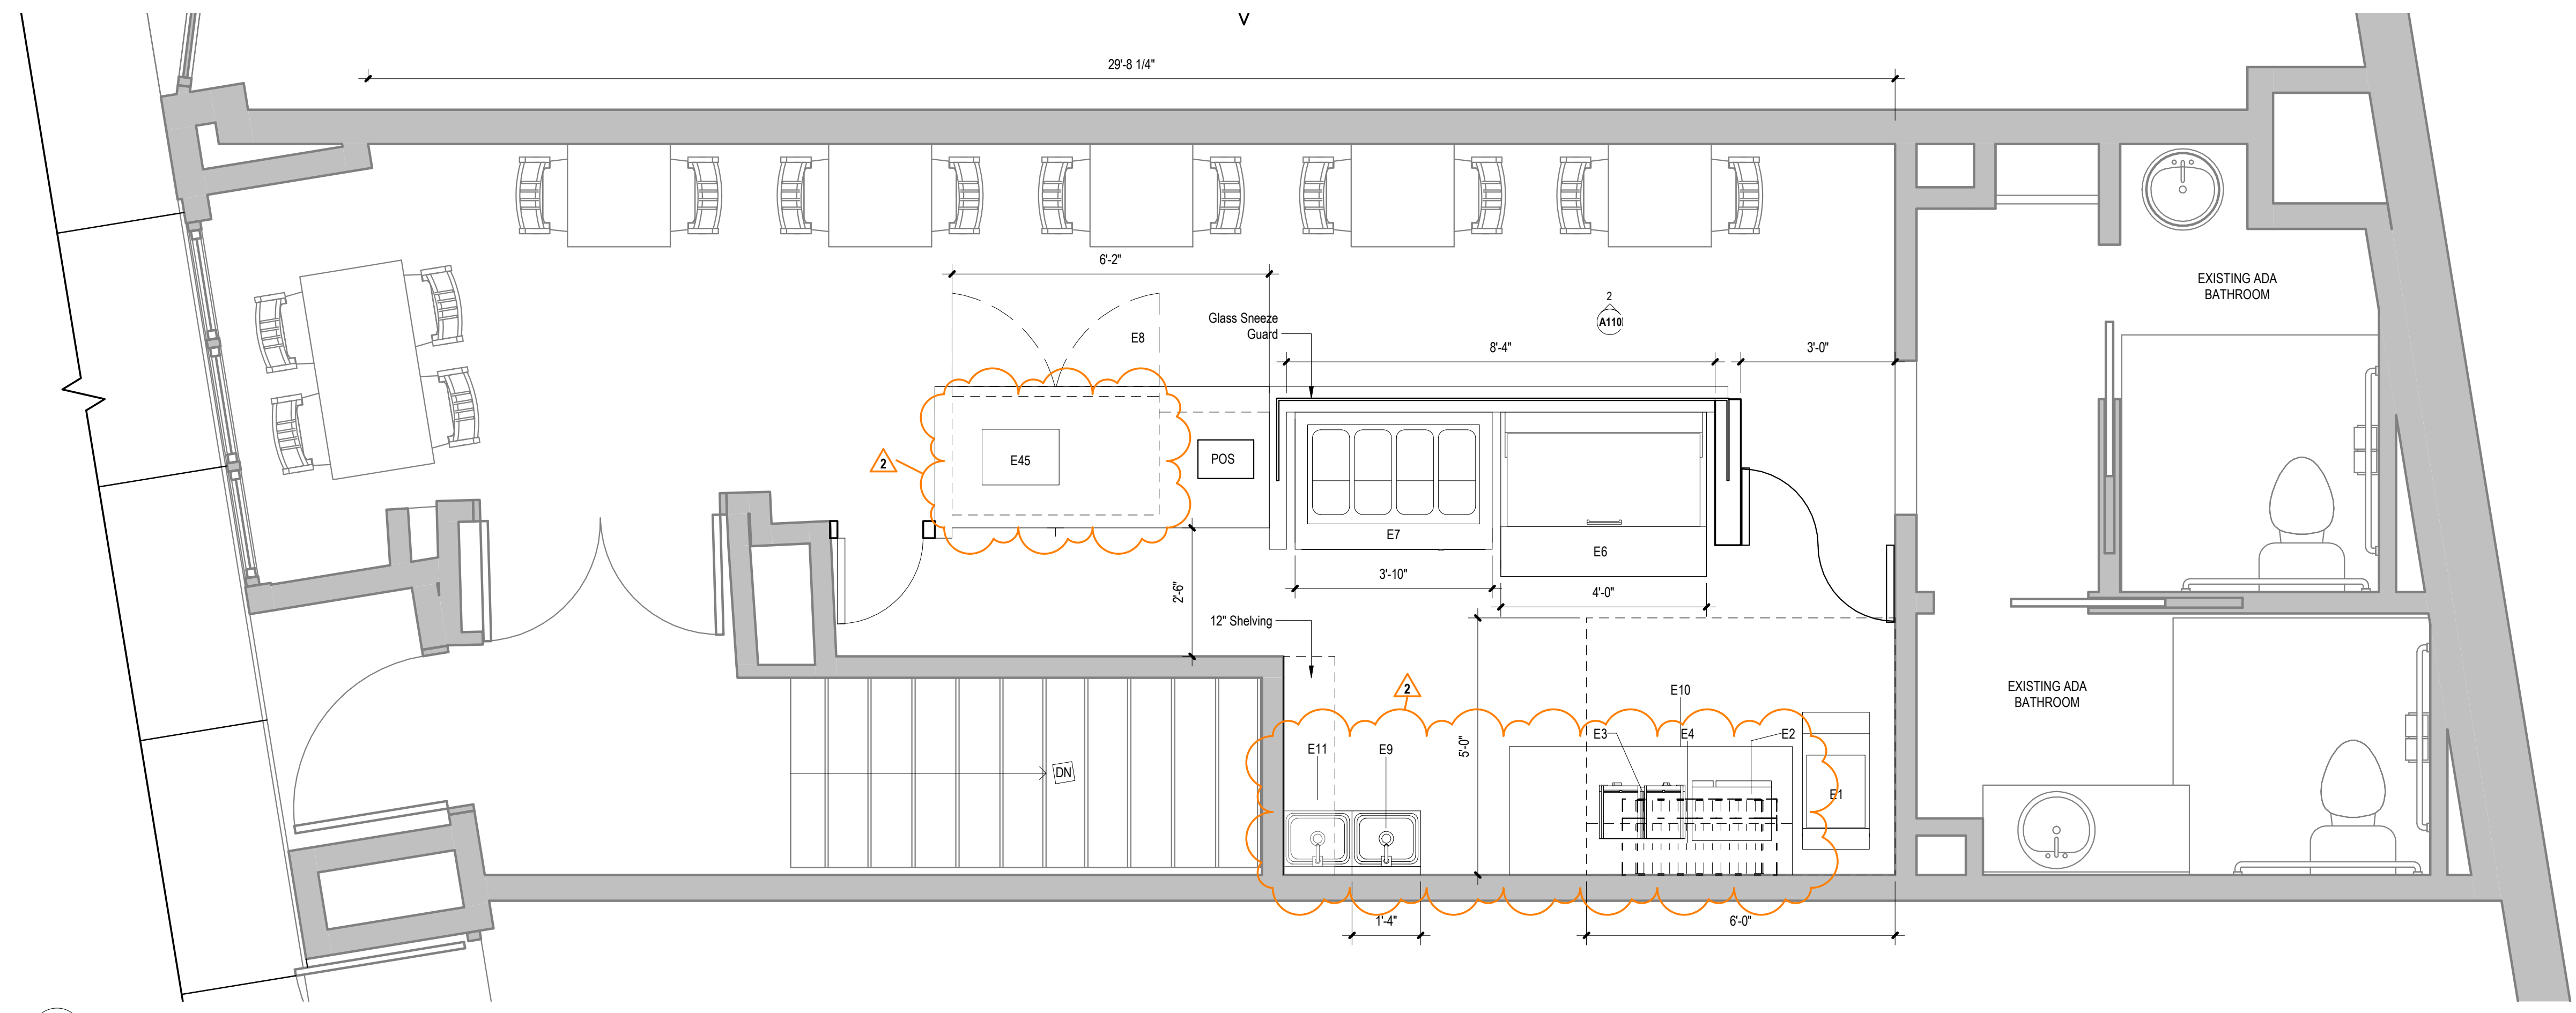 29'-8 1/4"
6'-2"
EXISTING ADA
BATHROOM
2
A110
Glass Sneeze
Guard
E8
8'-4"
3'-0"
2
E45
POS
E7
E6
3'-10"
4'-0"
2'-6"
12" Shelving
2
E10
EXISTING ADA
BATHROOM
E3
E4
E2
5'-0"
E11
E9
DN
E1
1'-4"
6'-0"